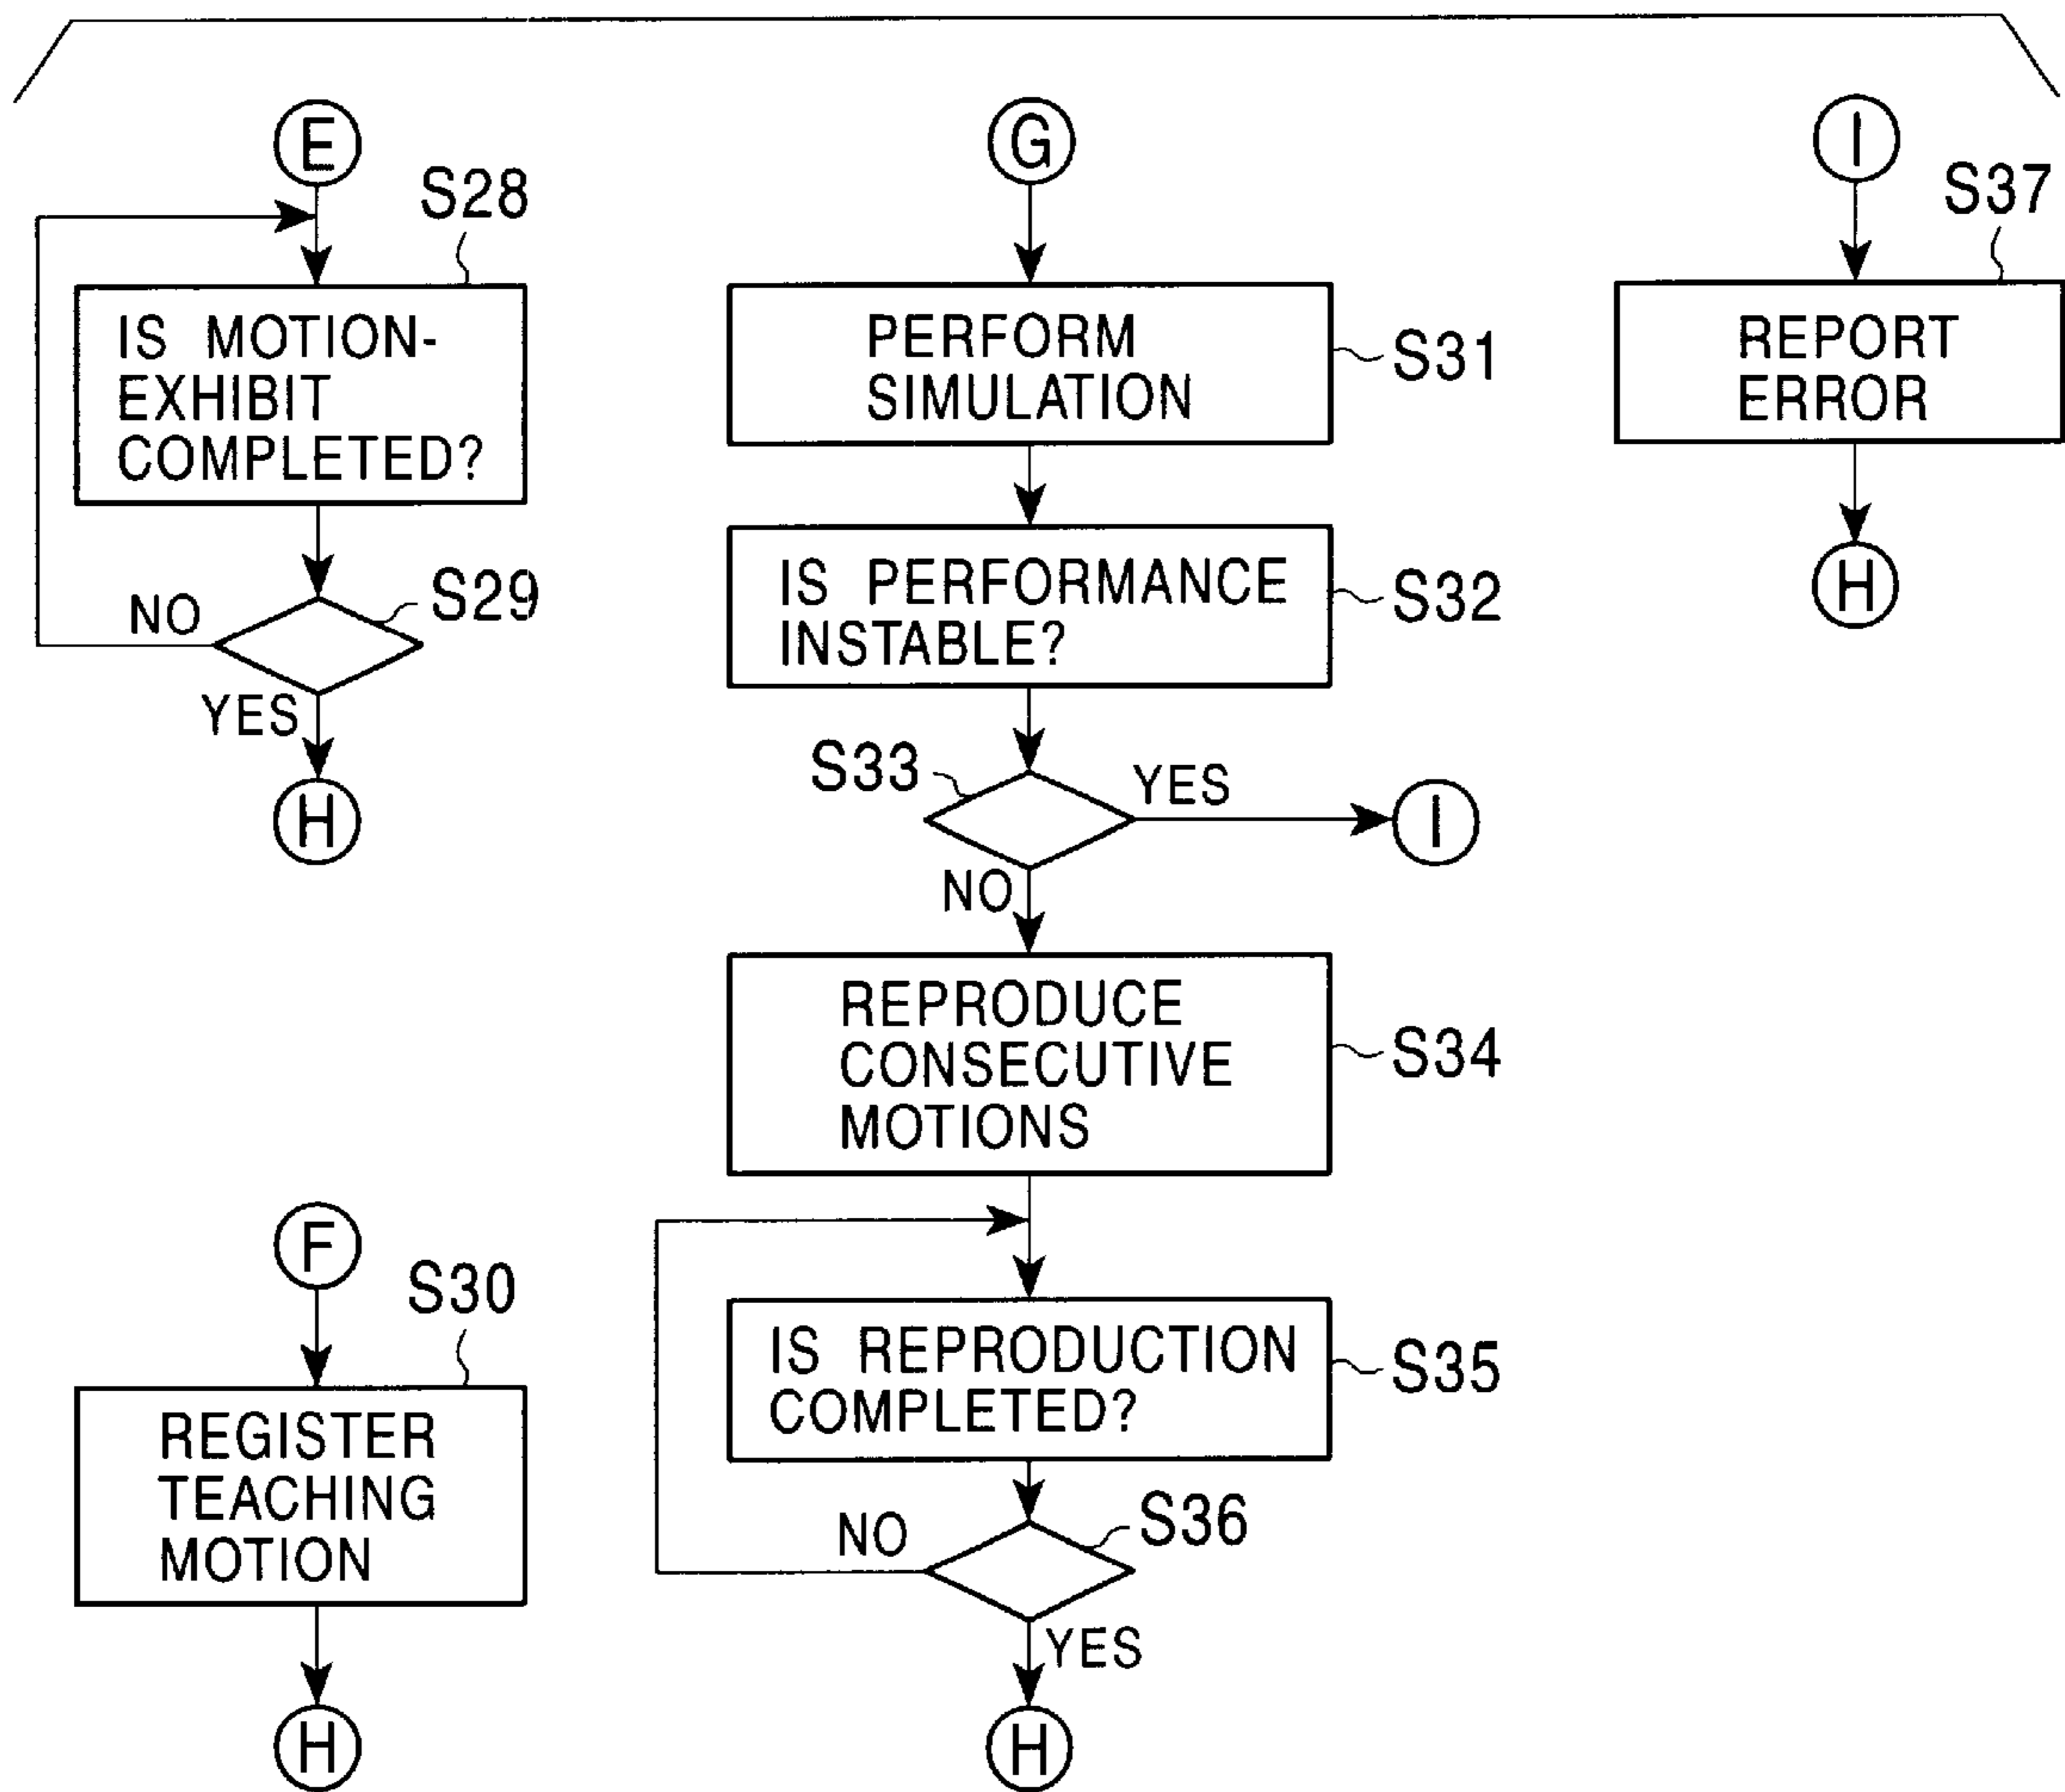 E
S28
IS MOTION-
EXHIBIT
COMPLETED?
S29
NO
YES
H
F
S30
REGISTER
TEACHING
MOTION
H
G
PERFORM
SIMULATION
S31
IS PERFORMANCE
INSTABLE?
S32
S33
YES
I
NO
REPRODUCE
CONSECUTIVE
MOTIONS
S34
IS REPRODUCTION
COMPLETED?
S35
NO
S36
YES
H
I
S37
REPORT
ERROR
H